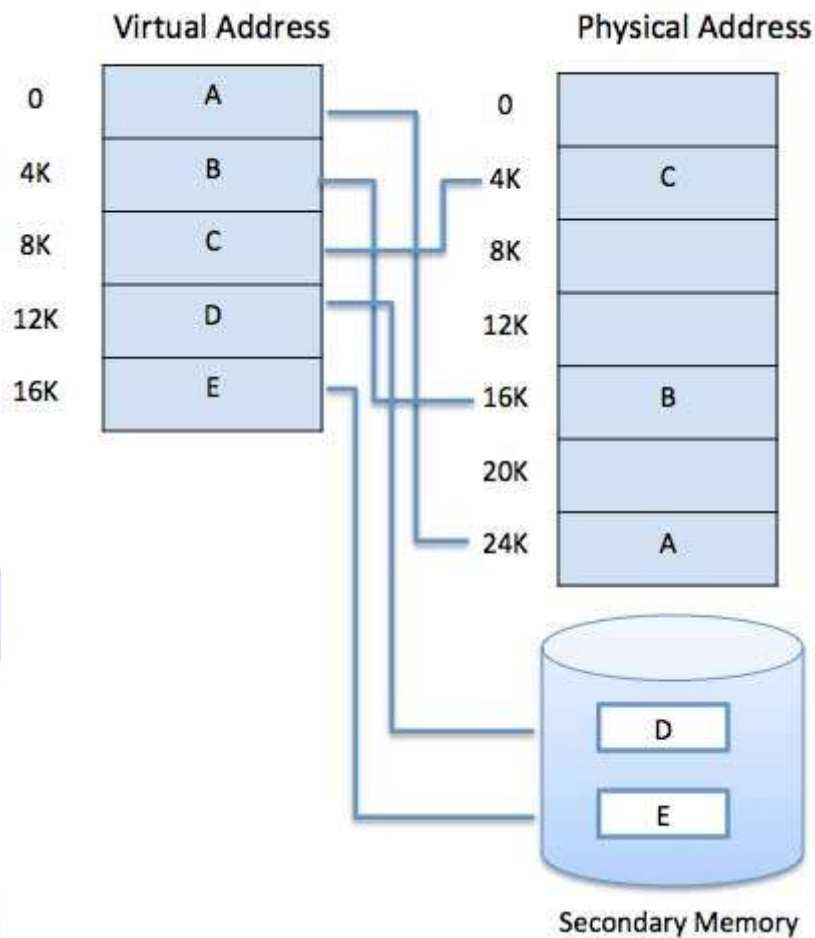 Virtual Address
Physical Address
0
A
4K
B
8K
C
12K
D
16K
E
0
4K
C
8K
12K
16K
B
20K
24K
A
D
E
Secondary Memory